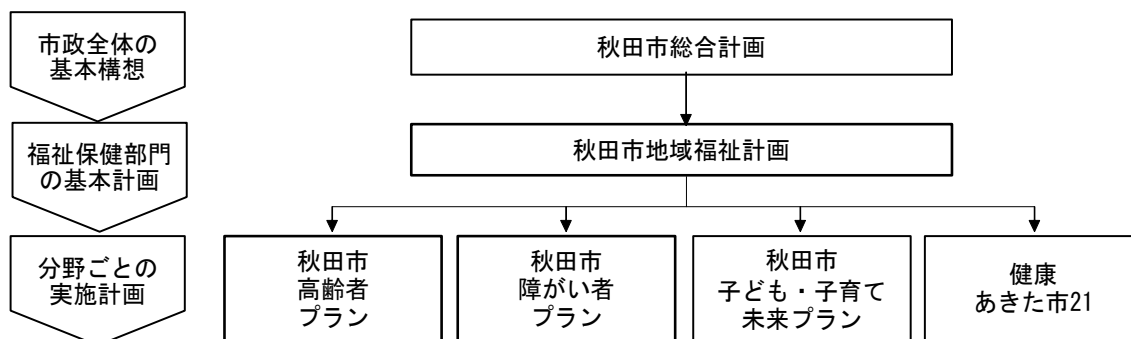 市政全体の
基本構想
秋田市総合計画
福祉保健部門
の基本計画
秋田市地域福祉計画
分野ごとの
実施計画
秋田市
高齢者
プラン
秋田市
障がい者
プラン
秋田市
子ども・子育て
未来プラン
健康
あきた市21